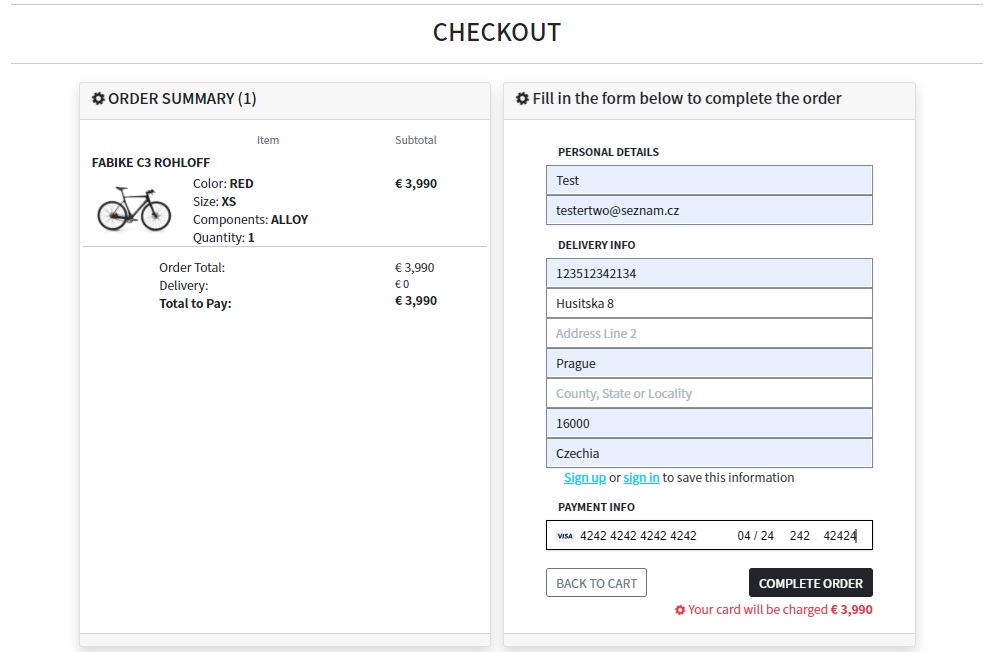 CHECKOUT
ORDER SUMMARY (1)
Item Subtotal
FABIKE C3 ROHLOFF
Color: RED € 3,990
Size: XS
Components: ALLOY
Quantity: 1
Order Total: € 3,990
Delivery: € 0
Total to Pay: € 3,990
Fill in the form below to complete the order
PERSONAL DETAILS
Test
testertwo@seznam.cz
DELIVERY INFO
123512342134
Husitska 8
Address Line 2
Prague
County, State or Locality
16000
Czechia
Sign up or sign in to save this information
PAYMENT INFO
VISA 4242 4242 4242 4242 04 / 24 242 42424
BACK TO CART COMPLETE ORDER
Your card will be charged € 3,990